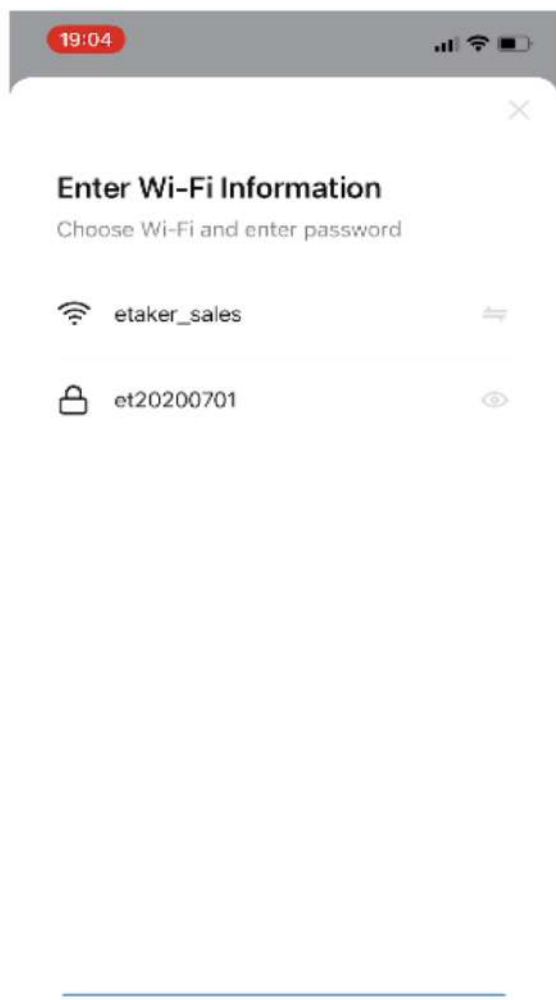 19:04
Enter Wi-Fi Information
Choose Wi-Fi and enter password
etaker_sales
et20200701